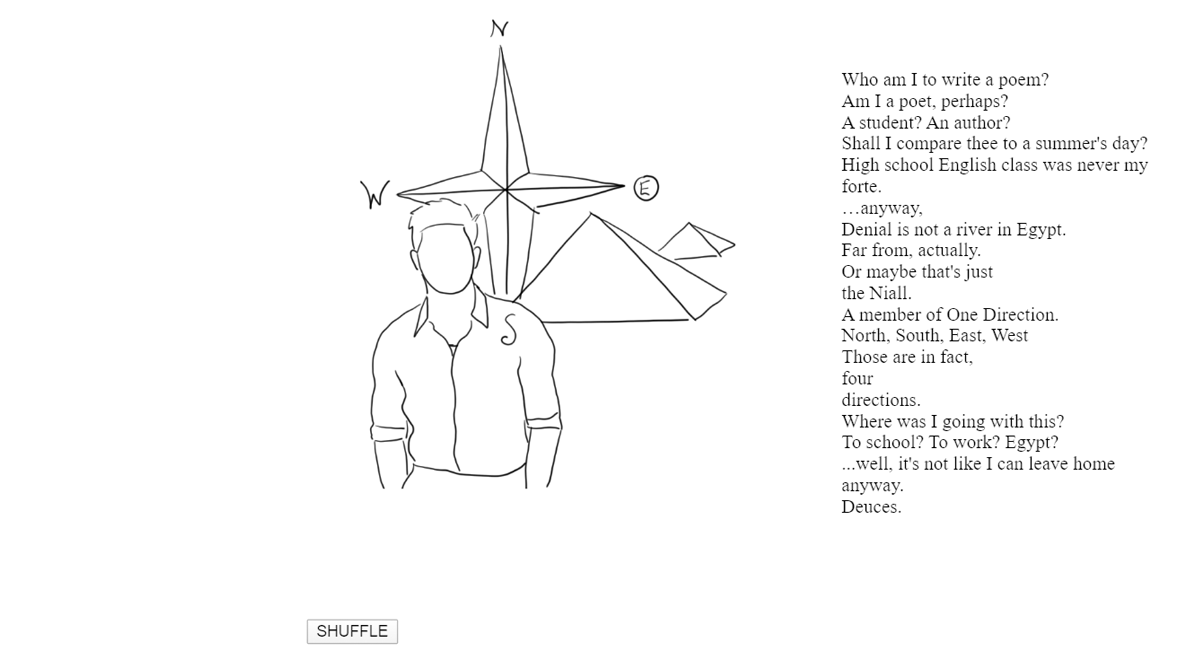 N
W
E
S
Who am I to write a poem?
Am I a poet, perhaps?
A student? An author?
Shall I compare thee to a summer's day?
High school English class was never my
forte.
…anyway,
Denial is not a river in Egypt.
Far from, actually.
Or maybe that's just
the Niall.
A member of One Direction.
North, South, East, West
Those are in fact,
four
directions.
Where was I going with this?
To school? To work? Egypt?
...well, it's not like I can leave home
anyway.
Deuces.
SHUFFLE